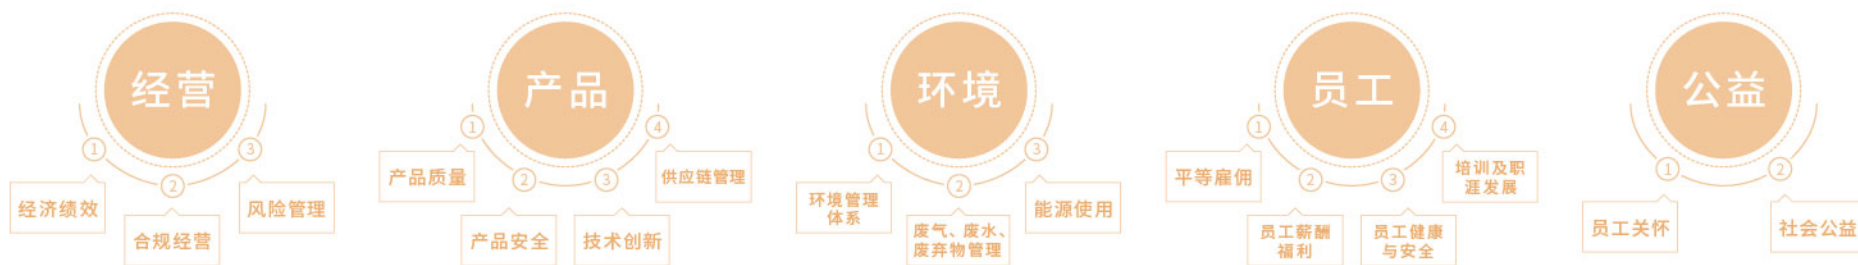 经营
1
经济绩效
2
合规经营
3
风险管理
产品
1
产品质量
2
产品安全
3
技术创新
4
供应链管理
环境
1
环境管理
体系
2
废气、废水、
废弃物管理
3
能源使用
员工
1
平等雇佣
2
员工薪酬
福利
3
员工健康
与安全
4
培训及职
涯发展
公益
1
员工关怀
2
社会公益